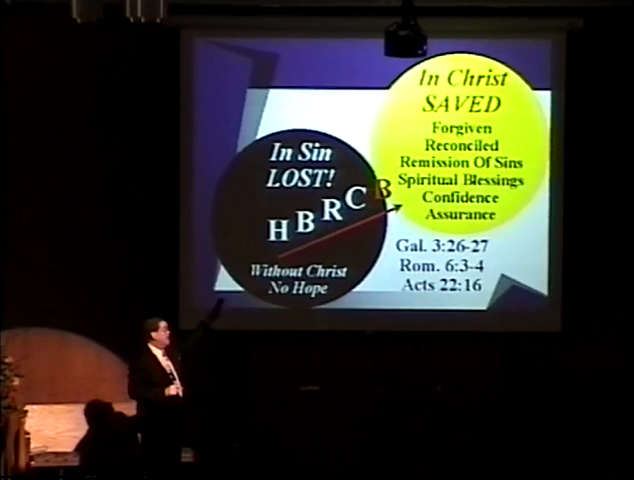 In Christ
SAVED
Forgiven
Reconciled
Remission Of Sins
Spiritual Blessings
Confidence
Assurance
In Sin
LOST!
H B R C B
Without Christ
No Hope
Gal. 3:26-27
Rom. 6:3-4
Acts 22:16